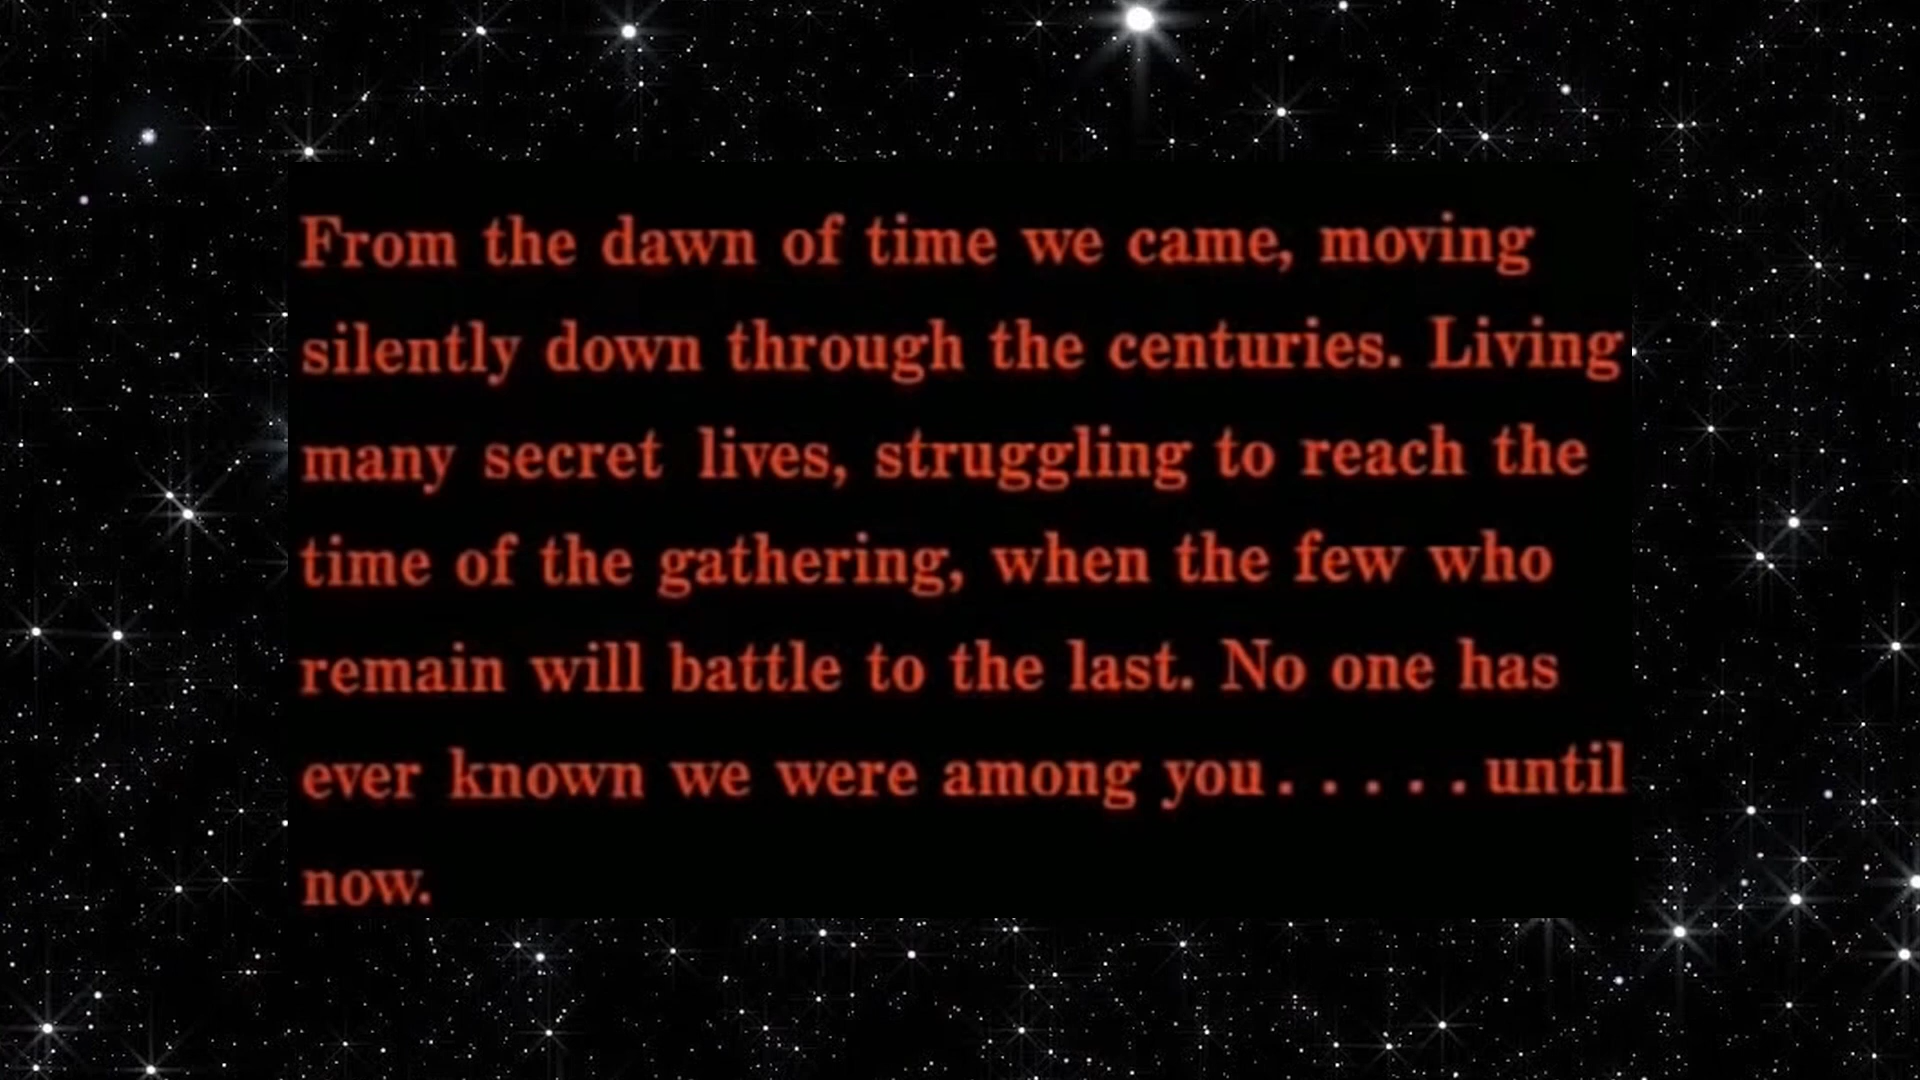 From the dawn of time we came, moving
silently down through the centuries. Living
many secret lives, struggling to reach the
time of the gathering, when the few who
remain will battle to the last. No one has
ever known we were among you. . . . . until
now.